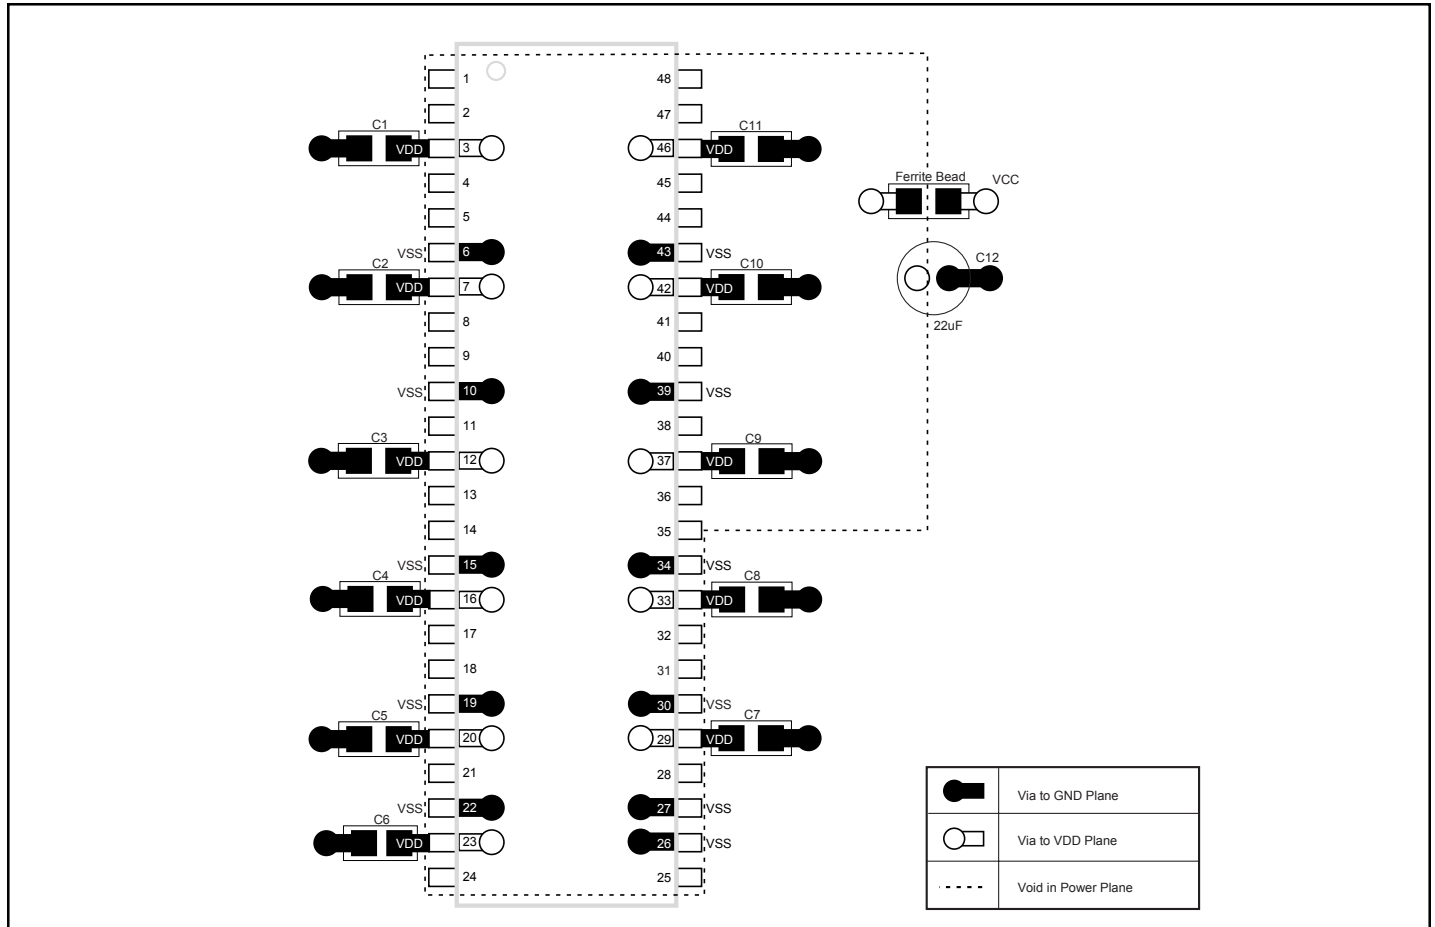 1 48
2 47
C1 C11
VDD 3 46 VDD
4 45
Ferrite Bead VCC
5 44
VSS 6 43 VSS
C2 C10 C12
VDD 7 42 VDD
8 41
22uF
9 40
VSS 10 39 VSS
11 38
C3 C9
VDD 12 37 VDD
13 36
14 35
VSS 15 34 VSS
C4 C8
VDD 16 33 VDD
17 32
18 31
VSS 19 30 VSS
C5 C7
VDD 20 29 VDD
21 28
VSS 22 27 VSS
C6
VDD 23 26 VSS
24 25
Via to GND Plane
Via to VDD Plane
Void in Power Plane